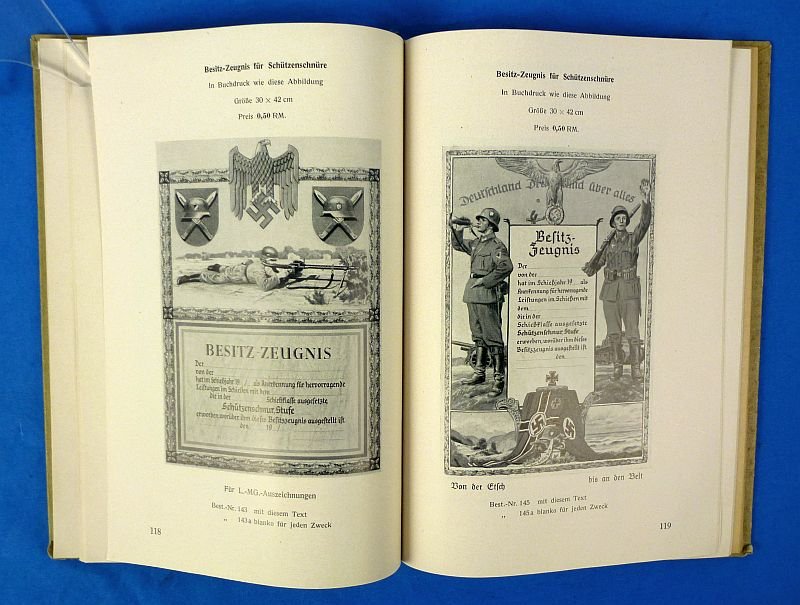 Besitz-Zeugnis für Schützenschnüre
In Buchdruck wie diese Abbildung
Größe 30 × 42 cm
Preis 0,50 RM.
BESITZ-ZEUGNIS
Der
von der
hat im Schießjahr 19 als Anerkennung für hervorragende
Leistungen im Schießen mit dem
die in der Schießklasse ausgesetzte
Schützenschnur, Stufe
erworben, worüber ihm dieses Besitzzeugnis ausgestellt ist.
den 19
Für L.-MG.-Auszeichnungen
Best.-Nr. 143 mit diesem Text
„ 143a blanko für jeden Zweck
118
Besitz-Zeugnis für Schützenschnüre
In Buchdruck wie diese Abbildung
Größe 30 × 42 cm
Preis 0,50 RM.
Deutschland über alles
Besitz-
Zeugnis
Der
von der
hat im Schießjahr 19 als
Anerkennung für hervorragende
Leistungen im Schießen mit
dem
die in der
Schießklasse ausgesetzte
Schützenschnur, Stufe
erworben, worüber ihm dieses
Besitzzeugnis ausgestellt ist.
den
Von der Etsch
bis an den Belt
Best.-Nr. 145 mit diesem Text
„ 145a blanko für jeden Zweck
119